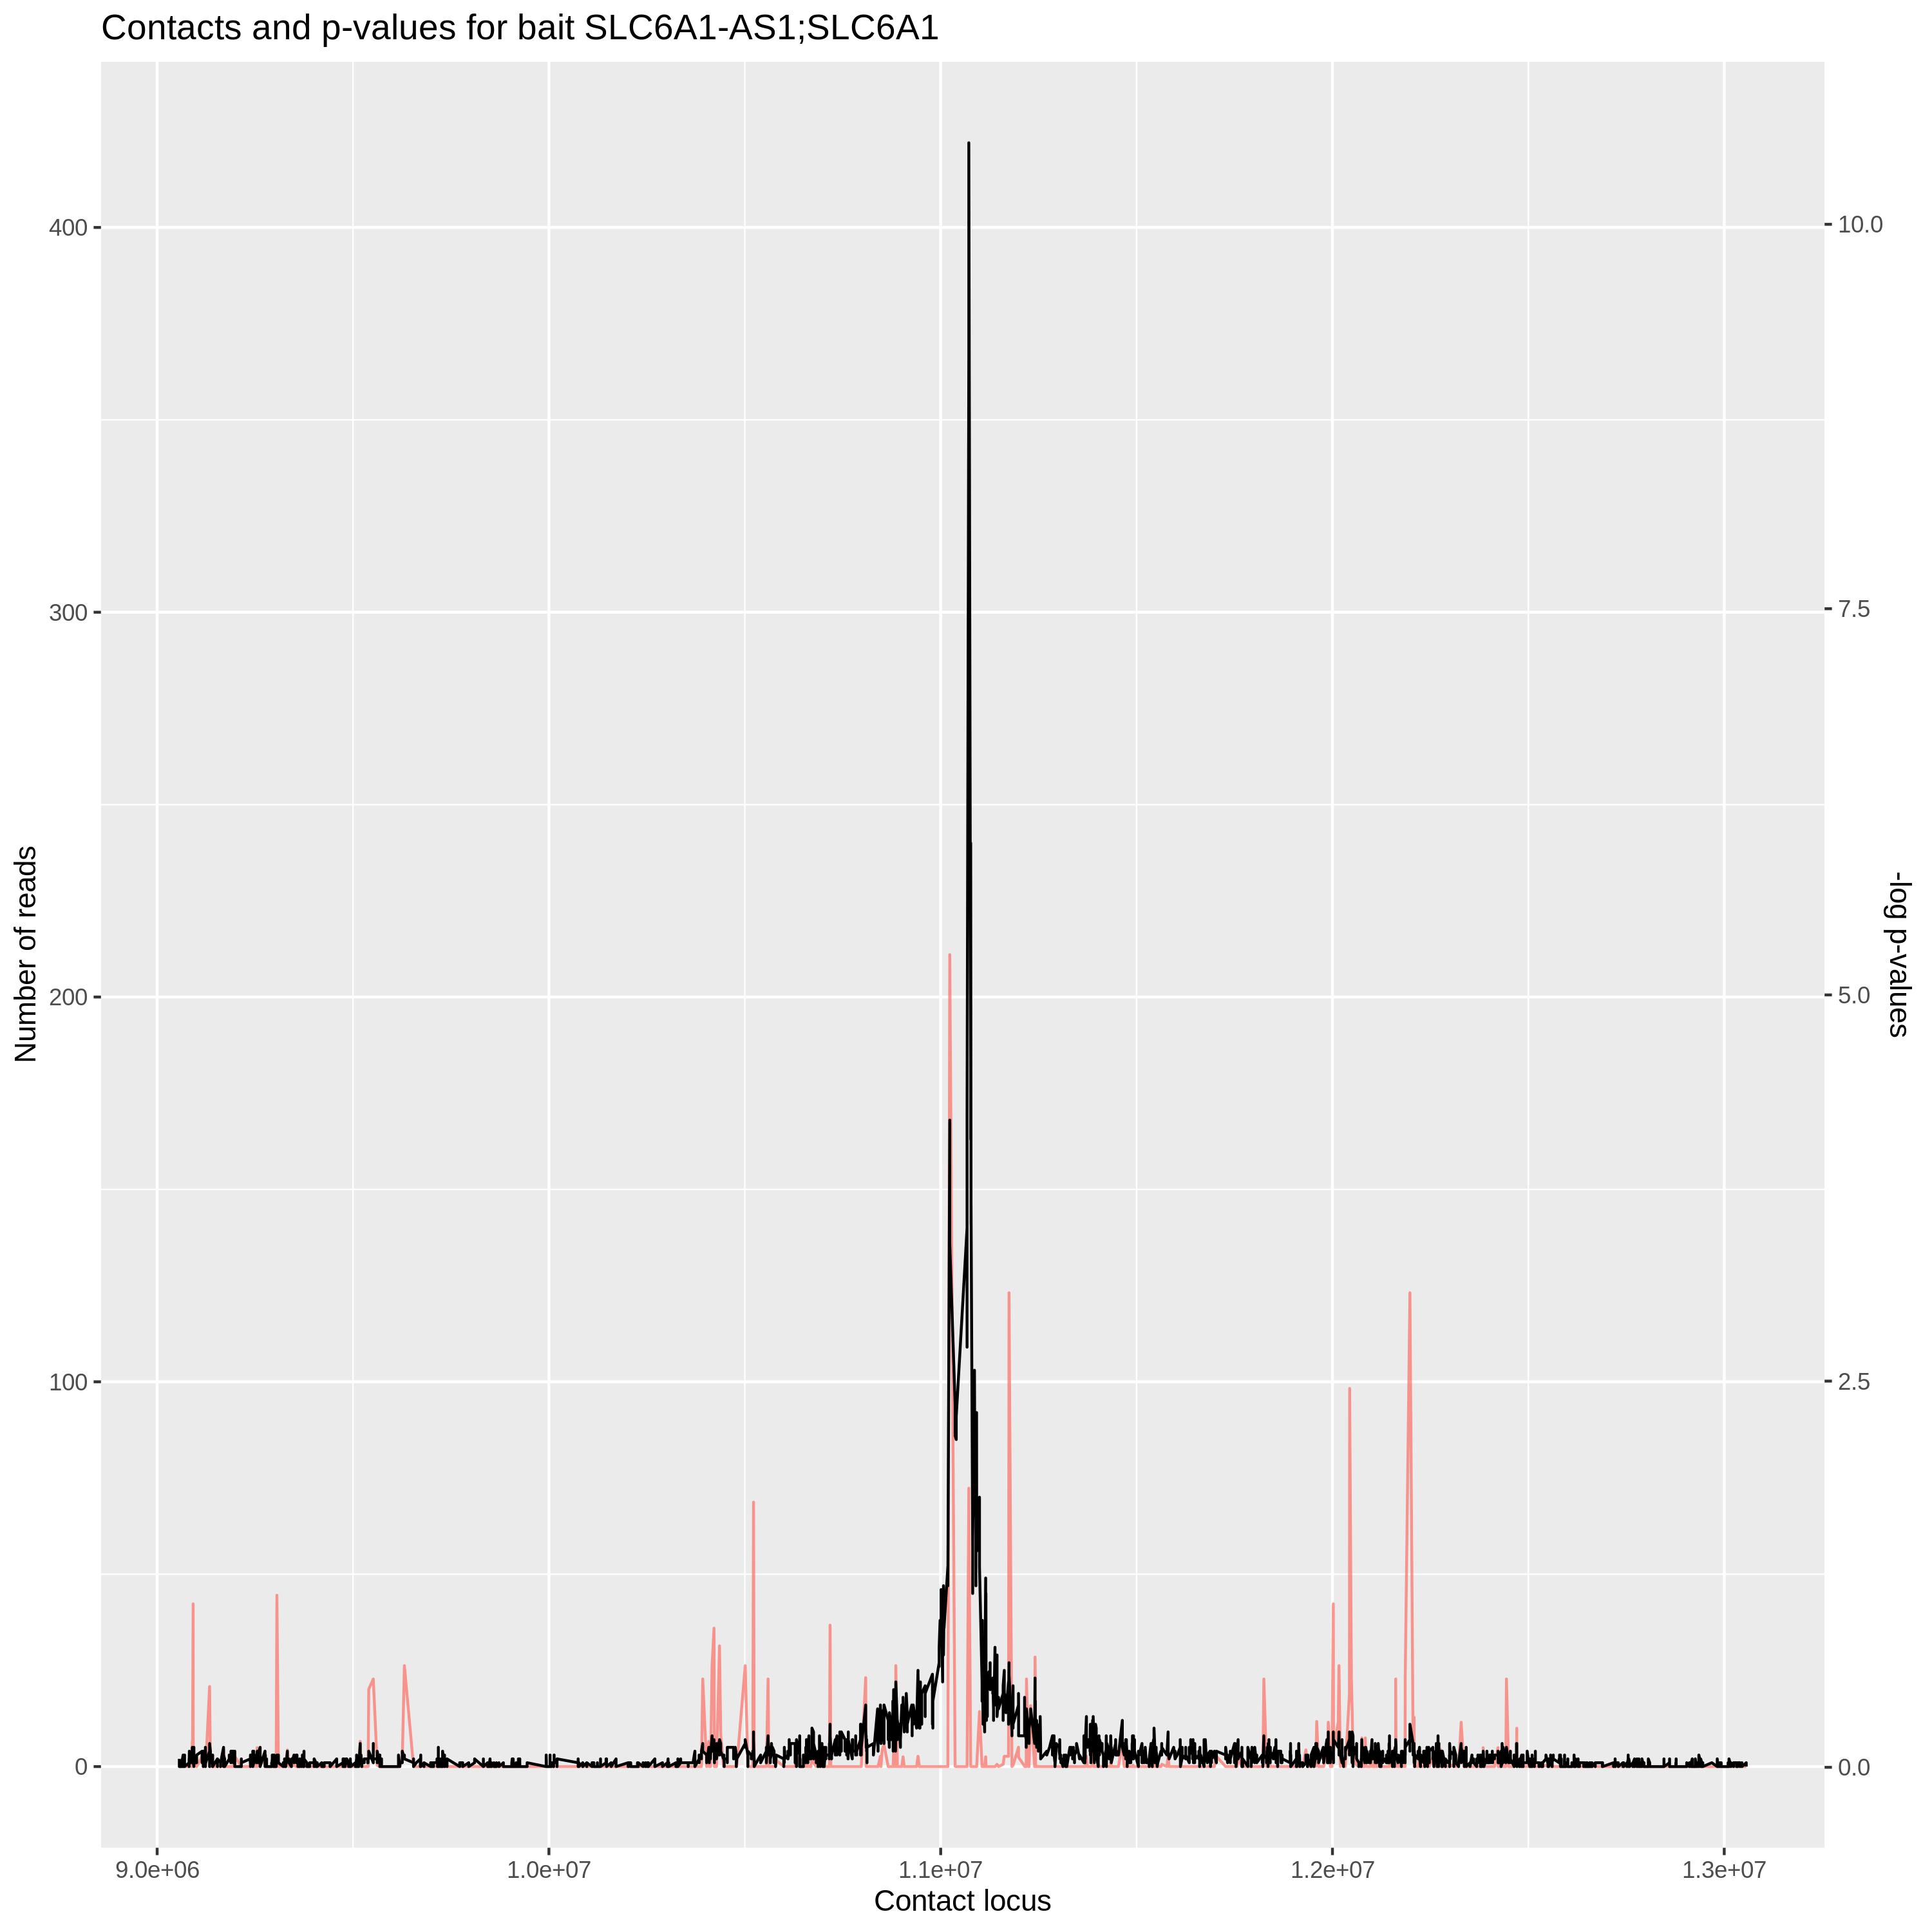 Contacts and p-values for bait SLC6A1-AS1;SLC6A1
400
300
200
100
0
Number of reads
10.0
7.5
5.0
2.5
0.0
-log p-values
9.0e+06
1.0e+07
1.1e+07
1.2e+07
1.3e+07
Contact locus